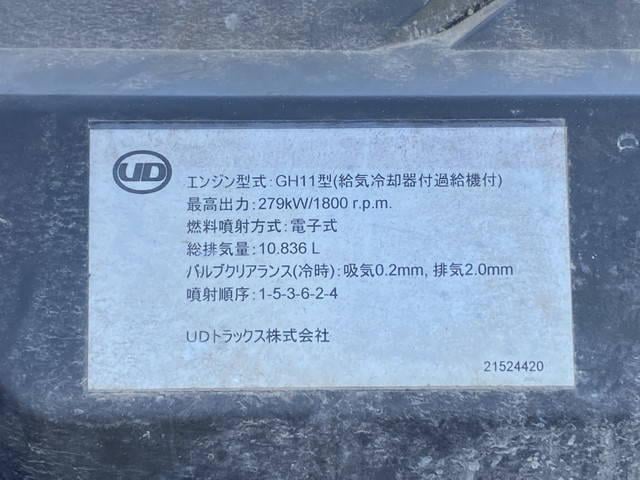 UD
エンジン型式:GH11型(給気冷却器付過給機付)
最高出力:279kW/1800 r.p.m.
燃料噴射方式:電子式
総排気量:10.836 L
バルブクリアランス(冷時):吸気0.2mm, 排気2.0mm
噴射順序:1-5-3-6-2-4
UDトラックス株式会社
21524420